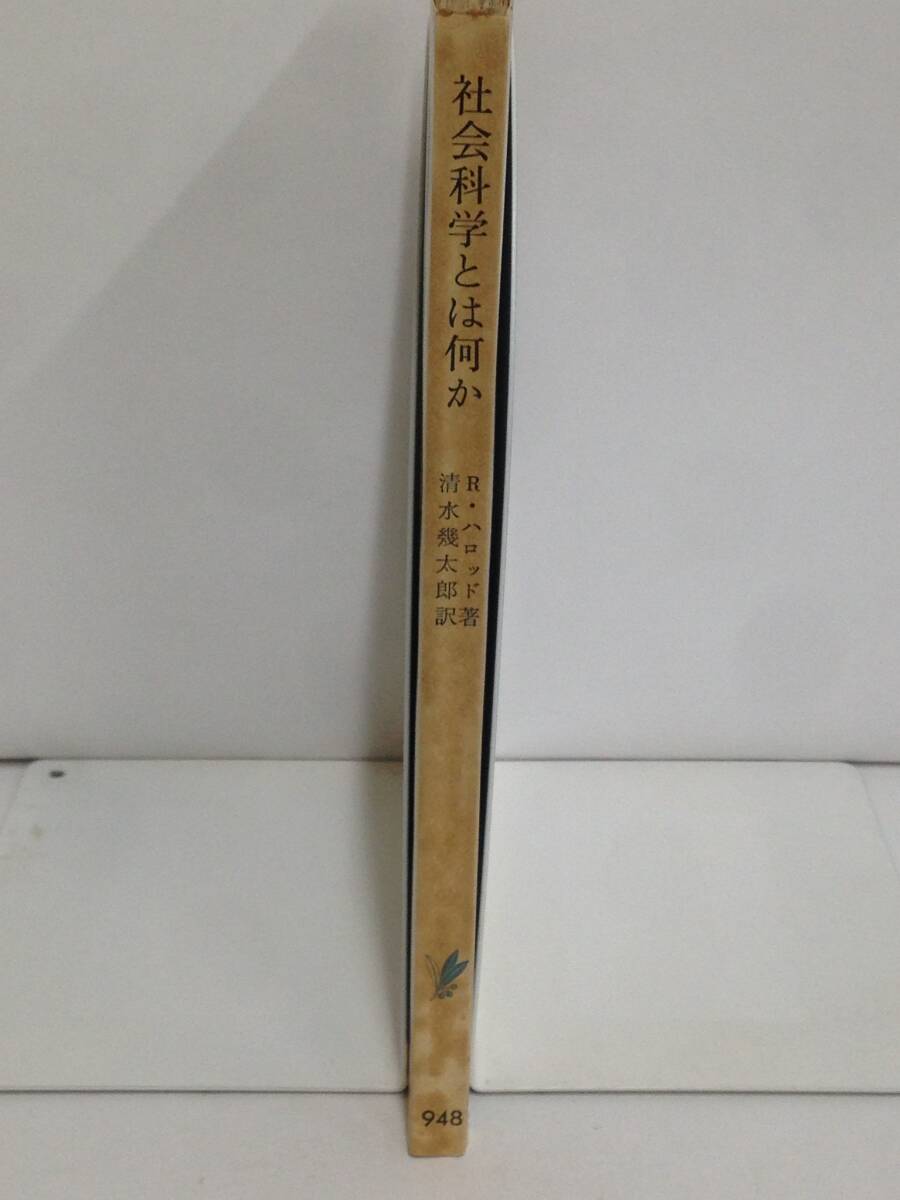 社会科学とは何か
R・ハロッド著
清水幾太郎訳
948